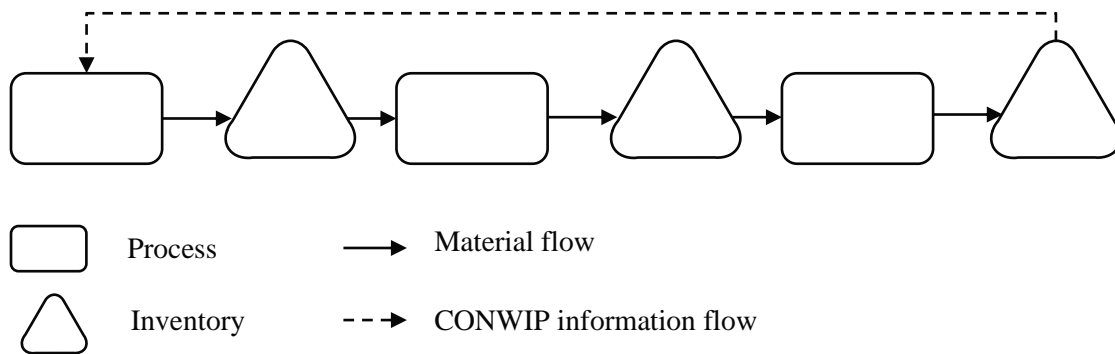 Process
Material flow
Inventory
CONWIP information flow